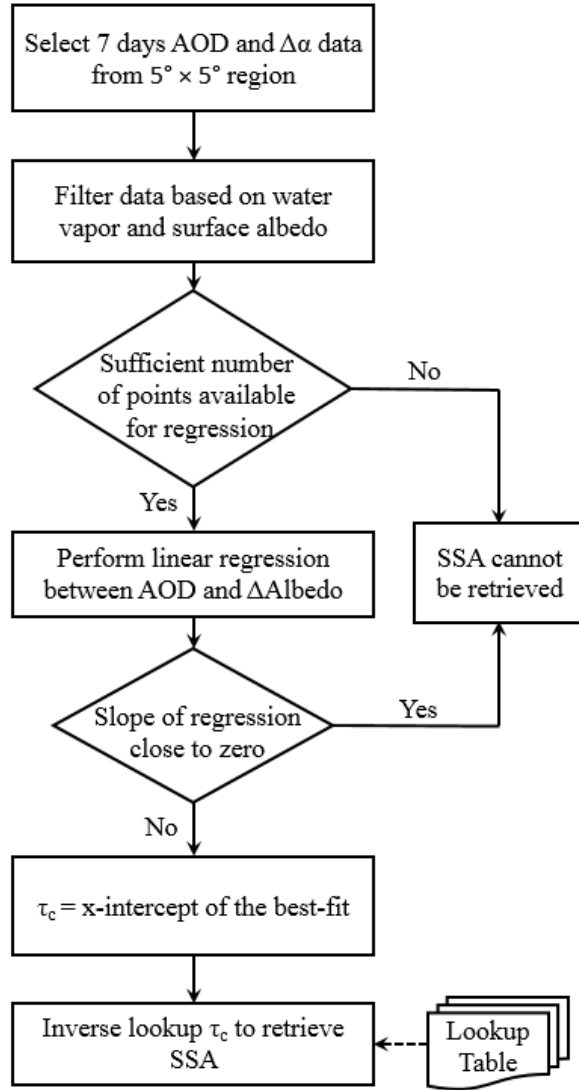 Select 7 days AOD and Δα data
from 5° × 5° region
Filter data based on water
vapor and surface albedo
Sufficient number
of points available
for regression
No
Yes
Perform linear regression
between AOD and ΔAlbedo
SSA cannot
be retrieved
Slope of regression
close to zero
Yes
No
τc = x-intercept of the best-fit
Inverse lookup τc to retrieve
SSA
Lookup
Table